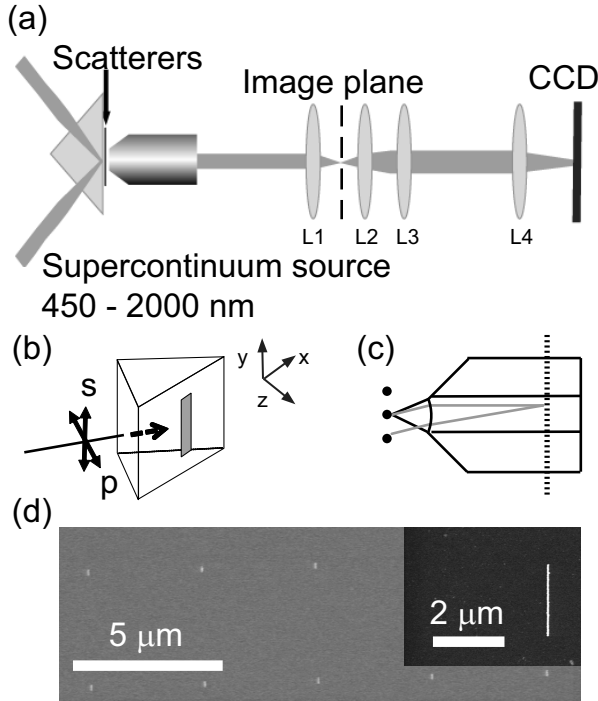 (a)
Scatterers
Image plane
CCD
L1
L2
L3
L4
Supercontinuum source
450 - 2000 nm
(b)
s
p
y
x
z
(c)
(d)
5 μm
2 μm